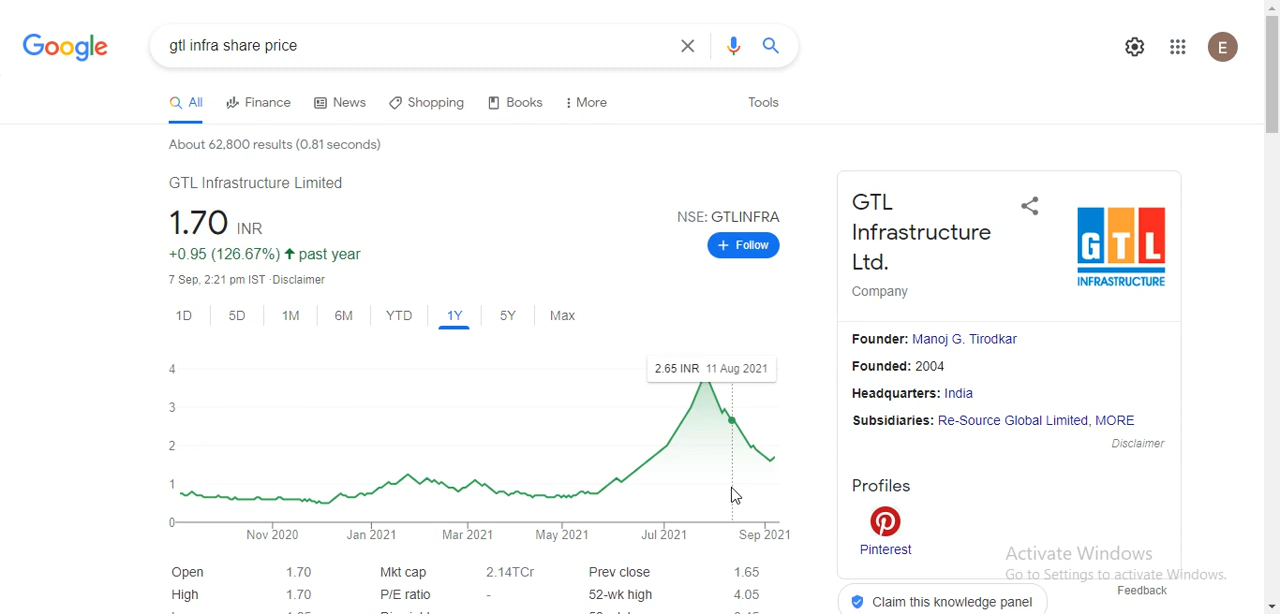 Google
gtl infra share price
E
All Finance News Shopping Books More Tools
About 62,800 results (0.81 seconds)
GTL Infrastructure Limited
1.70 INR
NSE: GTLINFRA
+0.95 (126.67%) past year
+ Follow
7 Sep, 2:21 pm IST · Disclaimer
1D 5D 1M 6M YTD 1Y 5Y Max
2.65 INR 11 Aug 2021
4
3
2
1
0
Nov 2020 Jan 2021 Mar 2021 May 2021 Jul 2021 Sep 2021
Open 1.70 Mkt cap 2.14TCr Prev close 1.65
High 1.70 P/E ratio - 52-wk high 4.05
GTL
Infrastructure
Ltd.
Company
GTL
INFRASTRUCTURE
Founder: Manoj G. Tirodkar
Founded: 2004
Headquarters: India
Subsidiaries: Re-Source Global Limited, MORE
Disclaimer
Profiles
Pinterest
Activate Windows
Go to Settings to activate Windows.
Feedback
Claim this knowledge panel